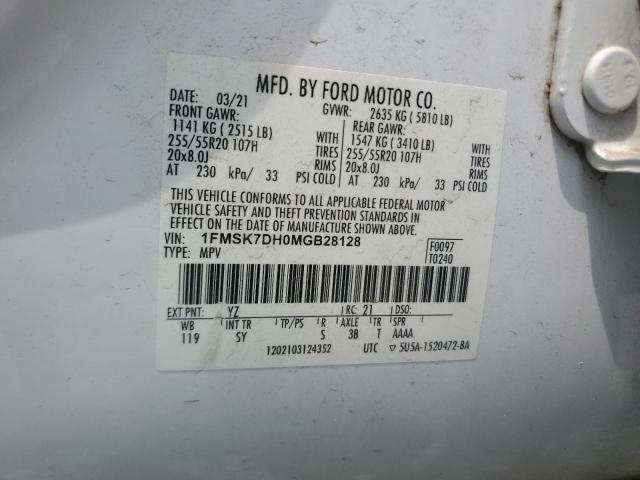 MFD. BY FORD MOTOR CO.
DATE: 03/21 GVWR: 2635 KG ( 5810 LB)
FRONT GAWR: REAR GAWR:
1141 KG ( 2515 LB) WITH 1547 KG ( 3410 LB) WITH
255/55R20 107H TIRES 255/55R20 107H TIRES
20x8.0J RIMS 20x8.0J RIMS
AT 230 kPa/ 33 PSI COLD AT 230 kPa/ 33 PSI COLD
THIS VEHICLE CONFORMS TO ALL APPLICABLE FEDERAL MOTOR
VEHICLE SAFETY AND THEFT PREVENTION STANDARDS IN
EFFECT ON THE DATE OF MANUFACTURE SHOWN ABOVE.
VIN: 1FMSK7DH0MGB28128 F0097
TYPE: MPV T0240
EXT PNT: YZ RC: 21 DSO:
WB INT TR TP/PS R AXLE TR SPR
119 SY S 3B T AAAA
1202103124352 UTC ▽ 5U5A-1520472-BA